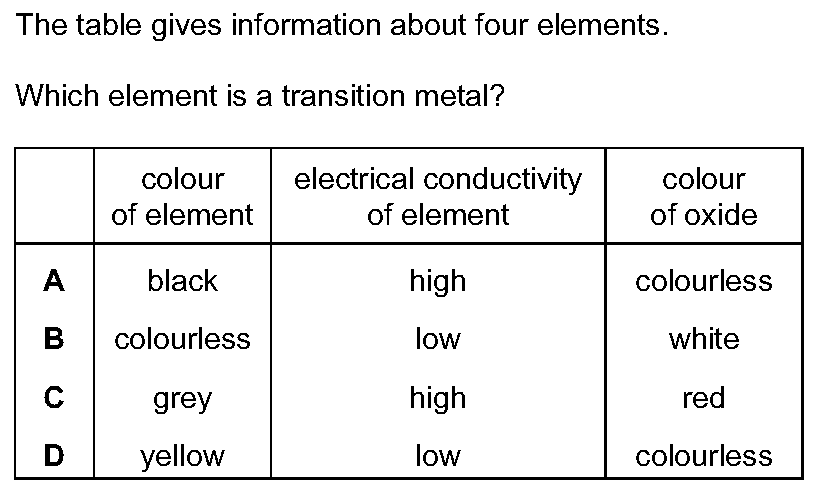 The table gives information about four elements.
Which element is a transition metal?
colour of element electrical conductivity of element colour of oxide
A black high colourless
B colourless low white
C grey high red
D yellow low colourless